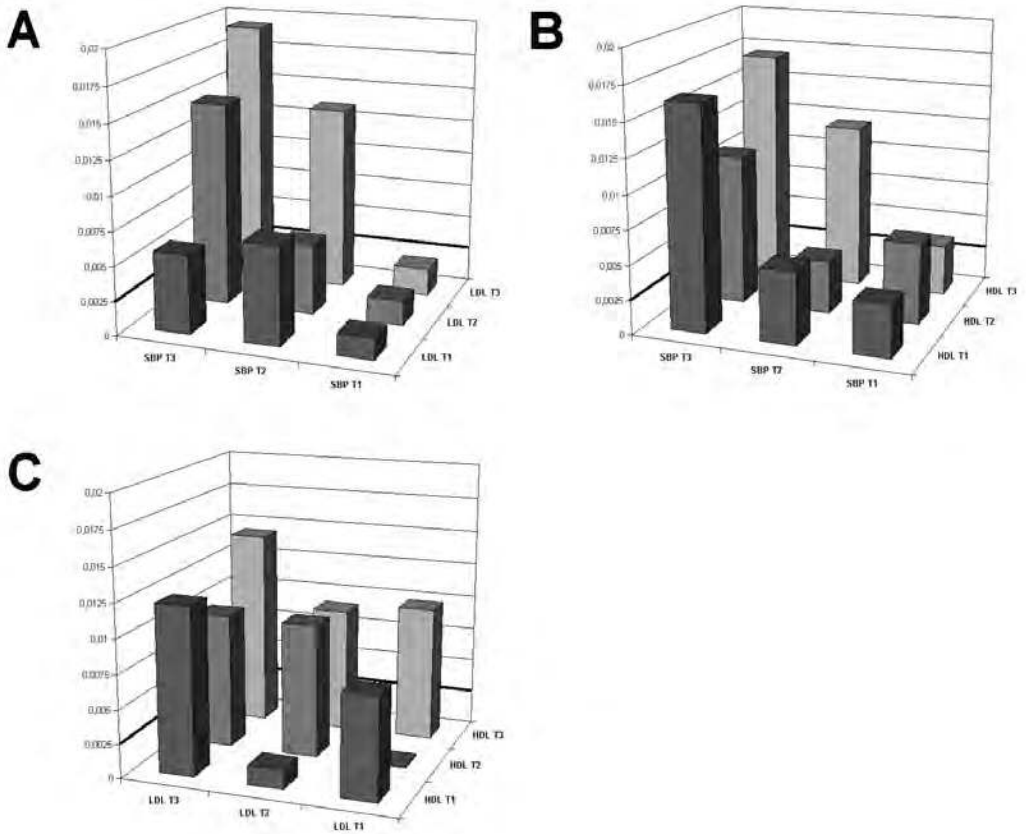 A
0,02
0,0175
0,015
0,0125
0,01
0,0075
0,005
0,0025
0
SBP T3
SBP T2
SBP T1
LDL T1
LDL T2
LDL T3
B
0,02
0,0175
0,015
0,0125
0,01
0,0075
0,005
0,0025
0
SBP T3
SBP T2
SBP T1
HDL T1
HDL T2
HDL T3
C
0,02
0,0175
0,015
0,0125
0,01
0,0075
0,005
0,0025
0
LDL T3
LDL T2
LDL T1
HDL T1
HDL T2
HDL T3